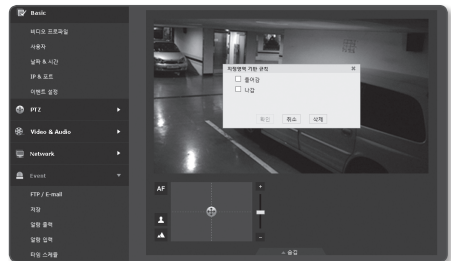 Basic
비디오 프로파일
사용자
날짜 & 시간
IP & 포트
이벤트 설정
PTZ
Video & Audio
Network
Event
FTP / E-mail
저장
알람 출력
알람 입력
타임 스케쥴
지정영역 기반 규칙
들어감
나감
확인 취소 삭제
AF
숨김